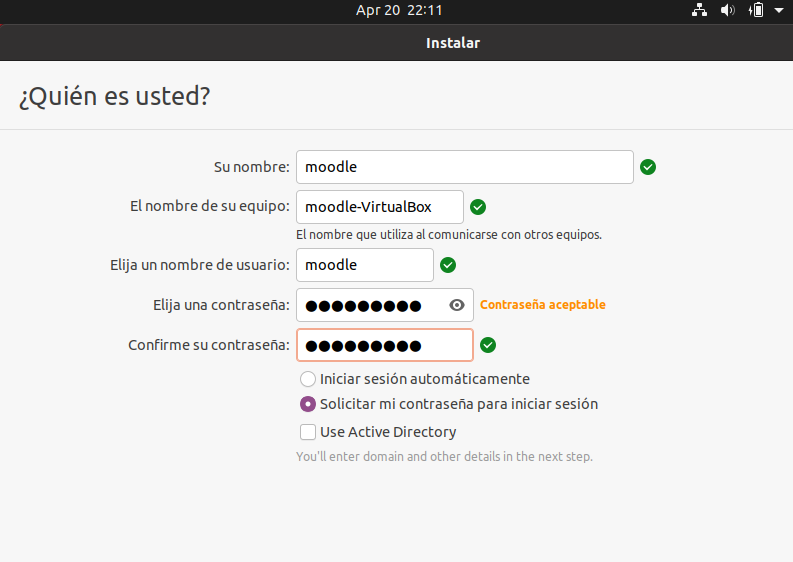 Apr 20 22:11
Instalar
¿Quién es usted?
Su nombre: moodle
El nombre de su equipo: moodle-VirtualBox
El nombre que utiliza al comunicarse con otros equipos.
Elija un nombre de usuario: moodle
Elija una contraseña: ●●●●●●●●● Contraseña aceptable
Confirme su contraseña: ●●●●●●●●●
Iniciar sesión automáticamente
Solicitar mi contraseña para iniciar sesión
Use Active Directory
You'll enter domain and other details in the next step.